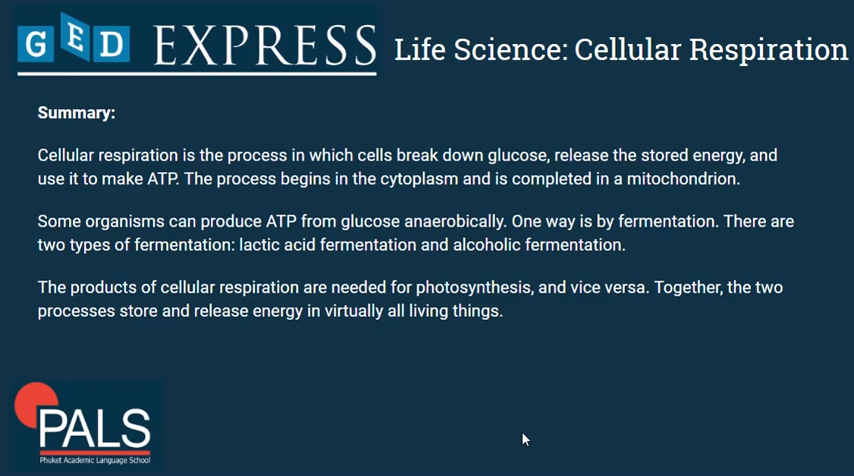 GED EXPRESS Life Science: Cellular Respiration
Summary:
Cellular respiration is the process in which cells break down glucose, release the stored energy, and
use it to make ATP. The process begins in the cytoplasm and is completed in a mitochondrion.
Some organisms can produce ATP from glucose anaerobically. One way is by fermentation. There are
two types of fermentation: lactic acid fermentation and alcoholic fermentation.
The products of cellular respiration are needed for photosynthesis, and vice versa. Together, the two
processes store and release energy in virtually all living things.
PALS
Phuket Academic Language School